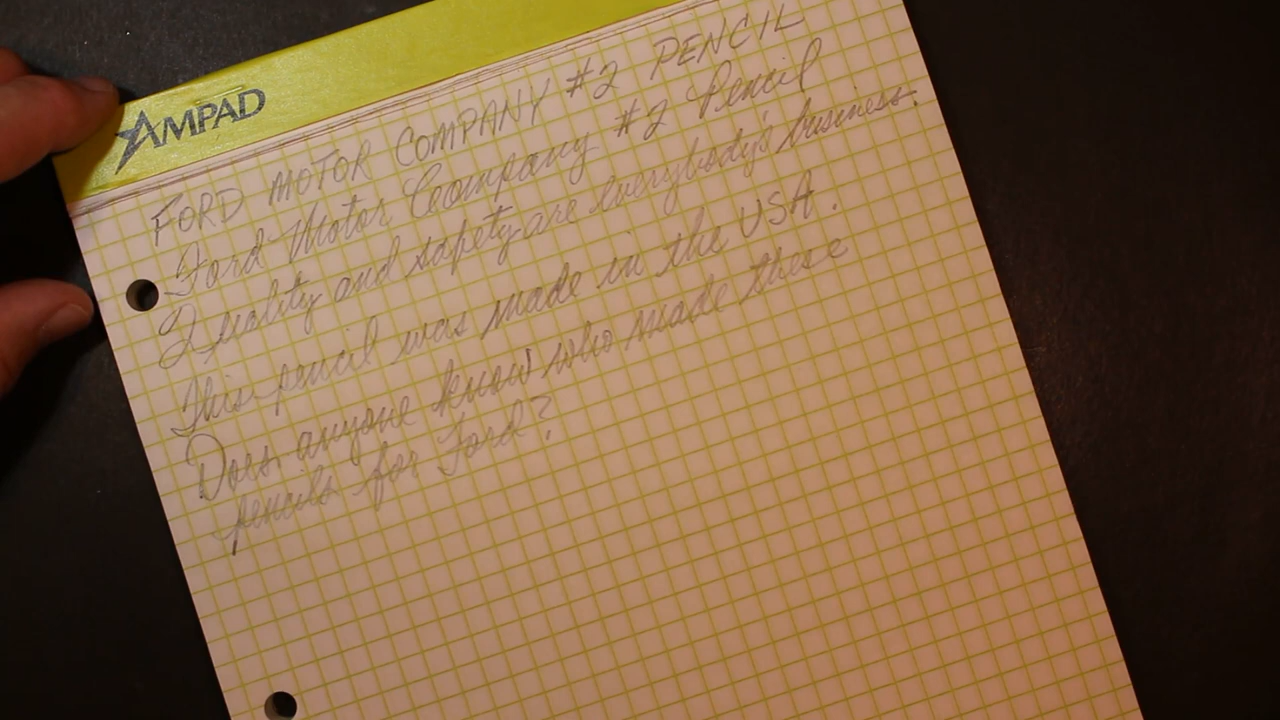 AMPAD
FORD MOTOR COMPANY #2 PENCIL
Ford Motor Company #2 Pencil
Quality and safety are everybody's business.
This pencil was made in the USA.
Does anyone know who made these
pencils for Ford?